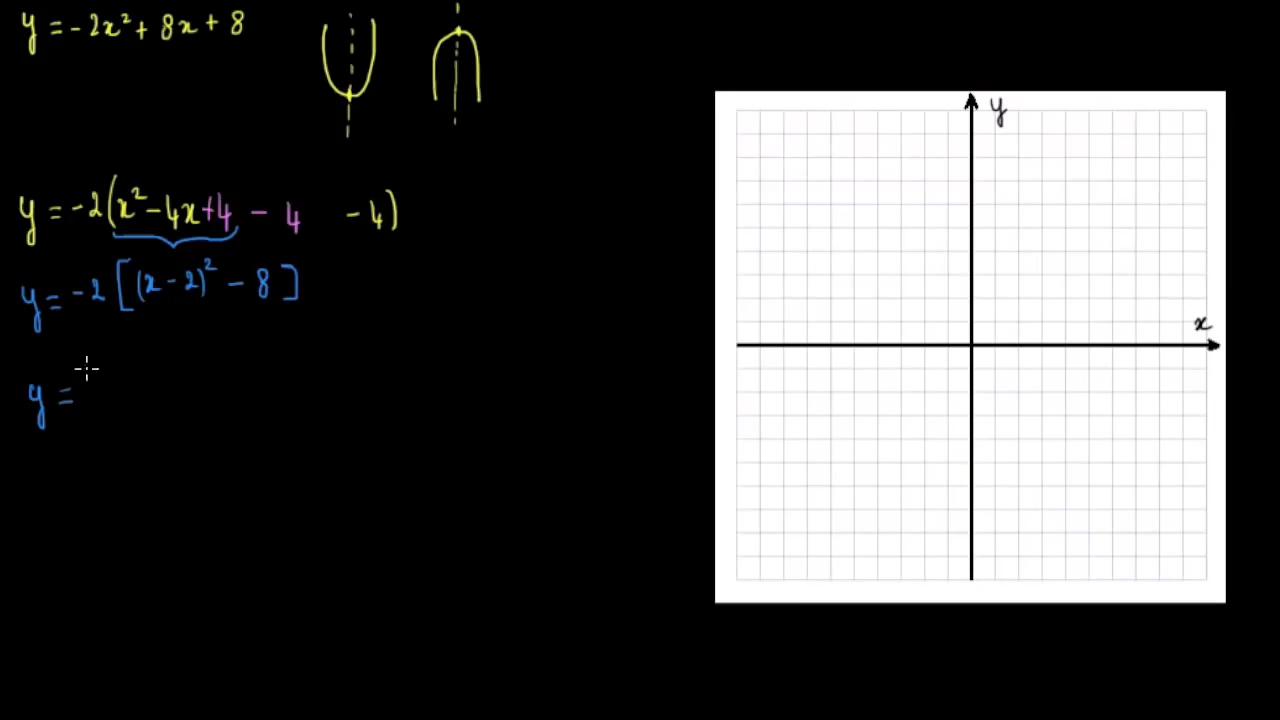 y = -2x² + 8x + 8
y = -2(x² - 4x + 4 - 4 - 4)
y = -2[(x - 2)² - 8]
y =
y
x